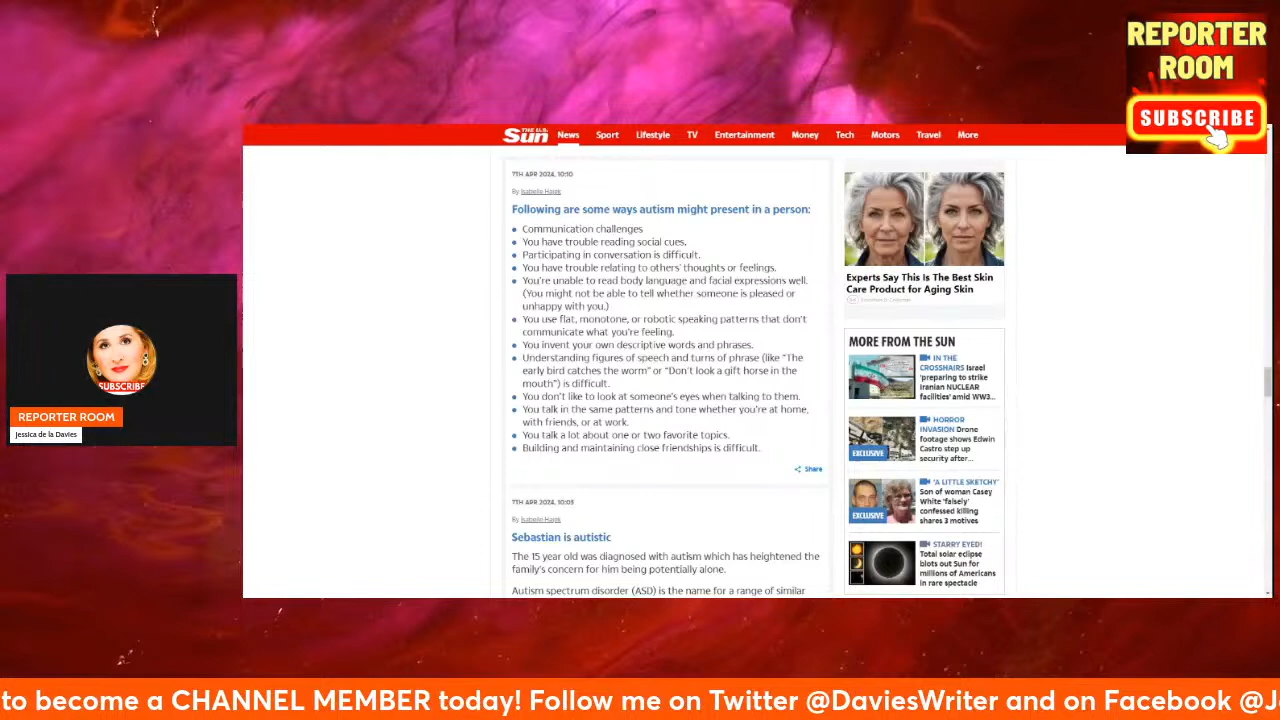 REPORTER
ROOM
SUBSCRIBE
THE U.S.
Sun
News Sport Lifestyle TV Entertainment Money Tech Motors Travel More
7TH APR 2024, 10:10
By Isabelle Hajek
Following are some ways autism might present in a person:
Communication challenges
You have trouble reading social cues.
Participating in conversation is difficult.
You have trouble relating to others' thoughts or feelings.
You're unable to read body language and facial expressions well.
(You might not be able to tell whether someone is pleased or
unhappy with you.)
You use flat, monotone, or robotic speaking patterns that don't
communicate what you're feeling.
You invent your own descriptive words and phrases.
Understanding figures of speech and turns of phrase (like "The
early bird catches the worm" or "Don't look a gift horse in the
mouth") is difficult.
You don't like to look at someone's eyes when talking to them.
You talk in the same patterns and tone whether you're at home,
with friends, or at work.
You talk a lot about one or two favorite topics.
Building and maintaining close friendships is difficult.
Share
7TH APR 2024, 10:05
By Isabelle Hajek
Sebastian is autistic
The 15 year old was diagnosed with autism which has heightened the
family's concern for him being potentially alone.
Autism spectrum disorder (ASD) is the name for a range of similar
Experts Say This Is The Best Skin
Care Product for Aging Skin
MORE FROM THE SUN
IN THE
CROSSHAIRS Israel
'preparing to strike
Iranian NUCLEAR
facilities' amid WW3...
HORROR
INVASION Drone
footage shows Edwin
Castro step up
security after...
EXCLUSIVE
'A LITTLE SKETCHY'
Son of woman Casey
White 'falsely'
confessed killing
shares 3 motives
EXCLUSIVE
STARRY EYED!
Total solar eclipse
blots out Sun for
millions of Americans
in rare spectacle
SUBSCRIBE
REPORTER ROOM
Jessica de la Davies
to become a CHANNEL MEMBER today! Follow me on Twitter @DaviesWriter and on Facebook @J